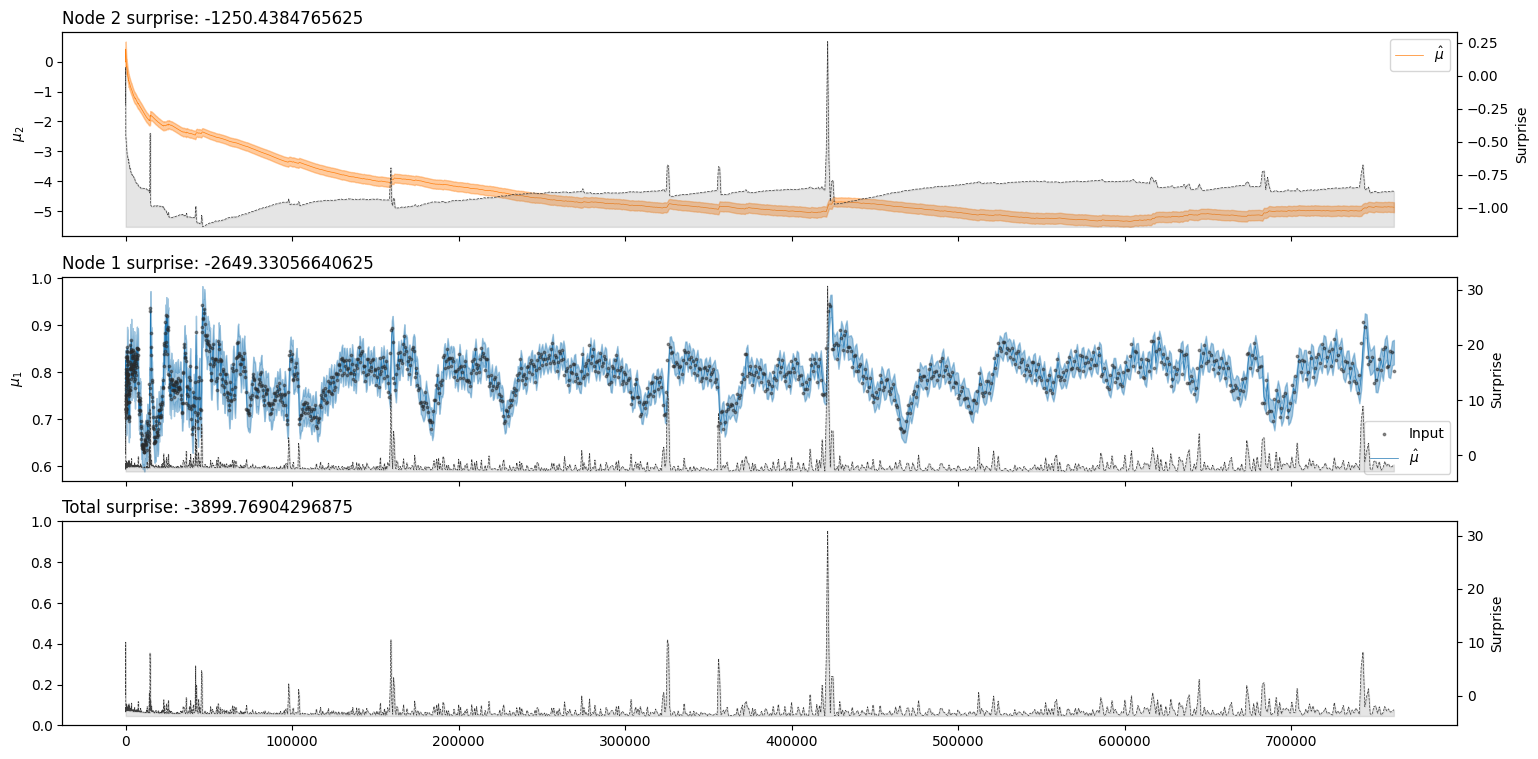 Node 2 surprise: -1250.4384765625
0
−1
−2
−3
−4
−5
μ2
μ̂
0.25
0.00
−0.25
−0.50
−0.75
−1.00
Surprise
Node 1 surprise: -2649.33056640625
1.0
0.9
0.8
0.7
0.6
μ1
Input
μ̂
30
20
10
0
Surprise
Total surprise: -3899.76904296875
1.0
0.8
0.6
0.4
0.2
0.0
30
20
10
0
Surprise
0 100000 200000 300000 400000 500000 600000 700000